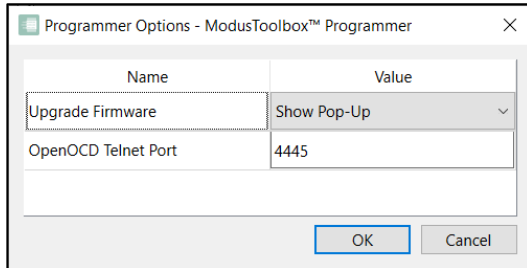 Programmer Options - ModusToolbox™ Programmer
Name Value
Upgrade Firmware Show Pop-Up
OpenOCD Telnet Port 4445
OK Cancel